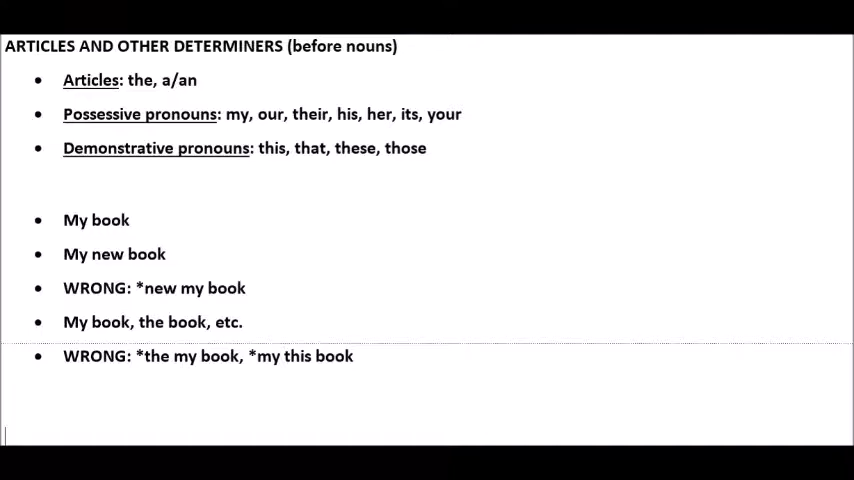 ARTICLES AND OTHER DETERMINERS (before nouns)
• Articles: the, a/an
• Possessive pronouns: my, our, their, his, her, its, your
• Demonstrative pronouns: this, that, these, those
• My book
• My new book
• WRONG: *new my book
• My book, the book, etc.
• WRONG: *the my book, *my this book